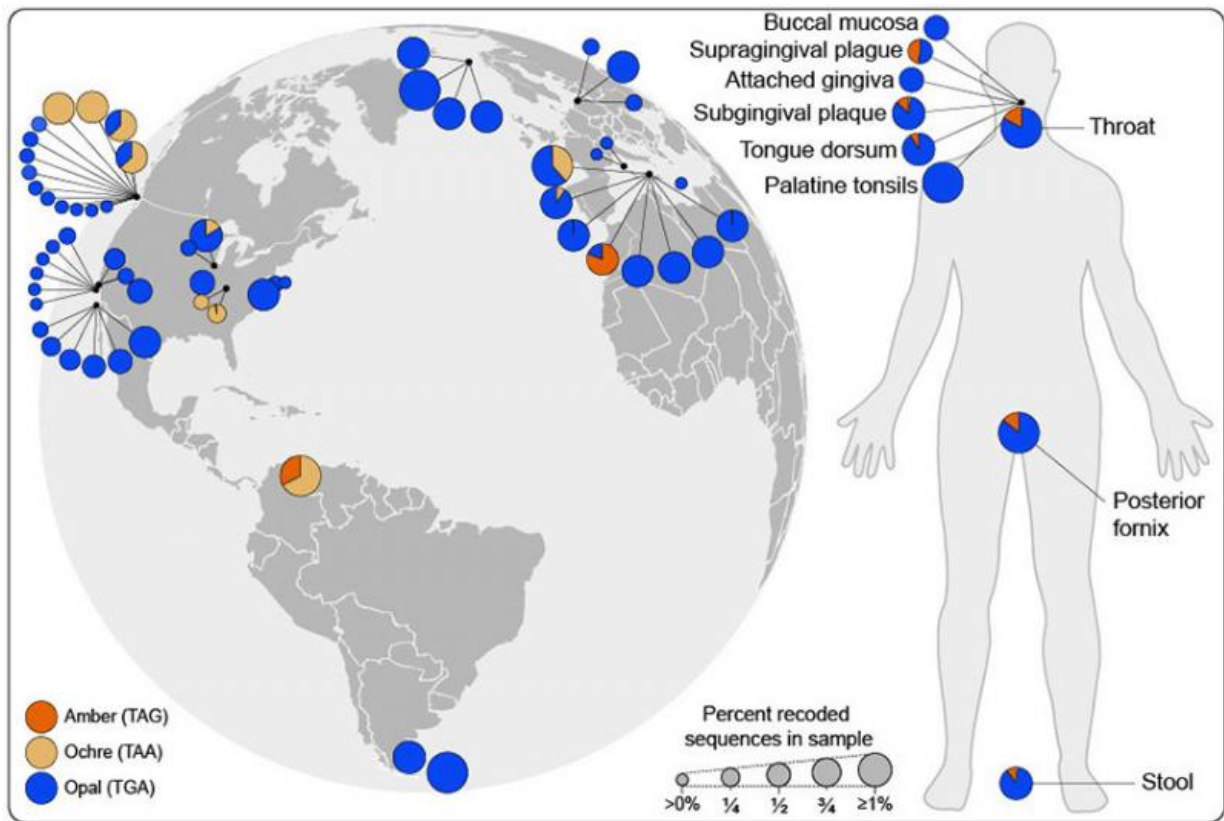 Buccal mucosa
Supragingival plague
Attached gingiva
Subgingival plaque
Tongue dorsum
Palatine tonsils
Throat
Posterior
fornix
Stool
Amber (TAG)
Ochre (TAA)
Opal (TGA)
Percent recoded
sequences in sample
>0% ¼ ½ ¾ ≥1%